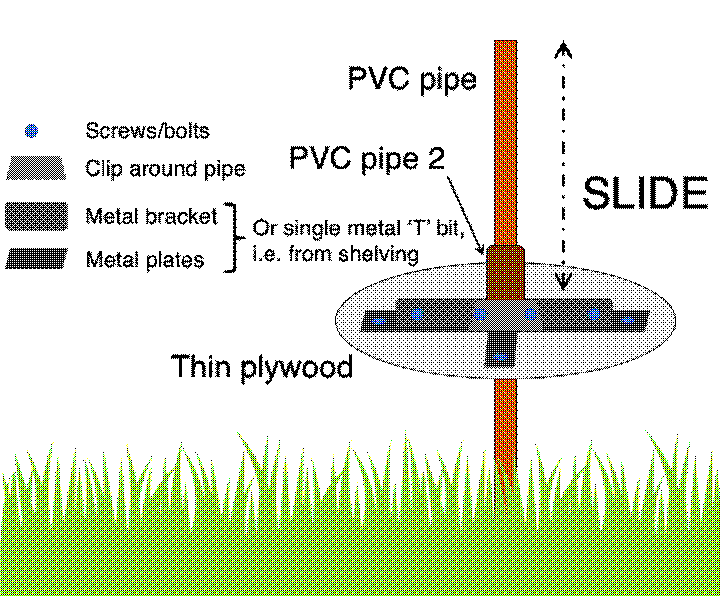 PVC pipe
Screws/bolts
PVC pipe 2
Clip around pipe
SLIDE
Metal bracket
Or single metal ‘T’ bit,
i.e. from shelving
Metal plates
Thin plywood